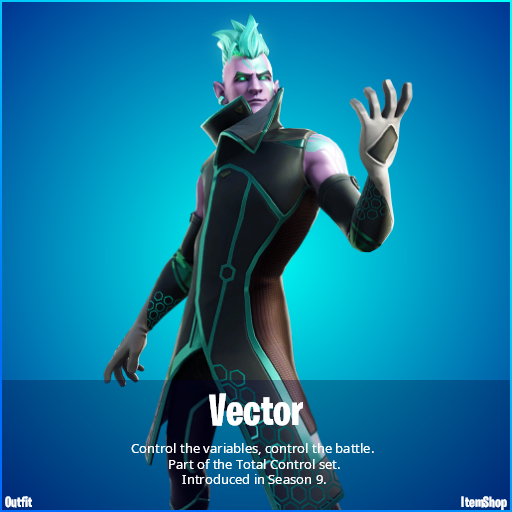 Vector
Control the variables, control the battle.
Part of the Total Control set.
Introduced in Season 9.
Outfit
ItemShop